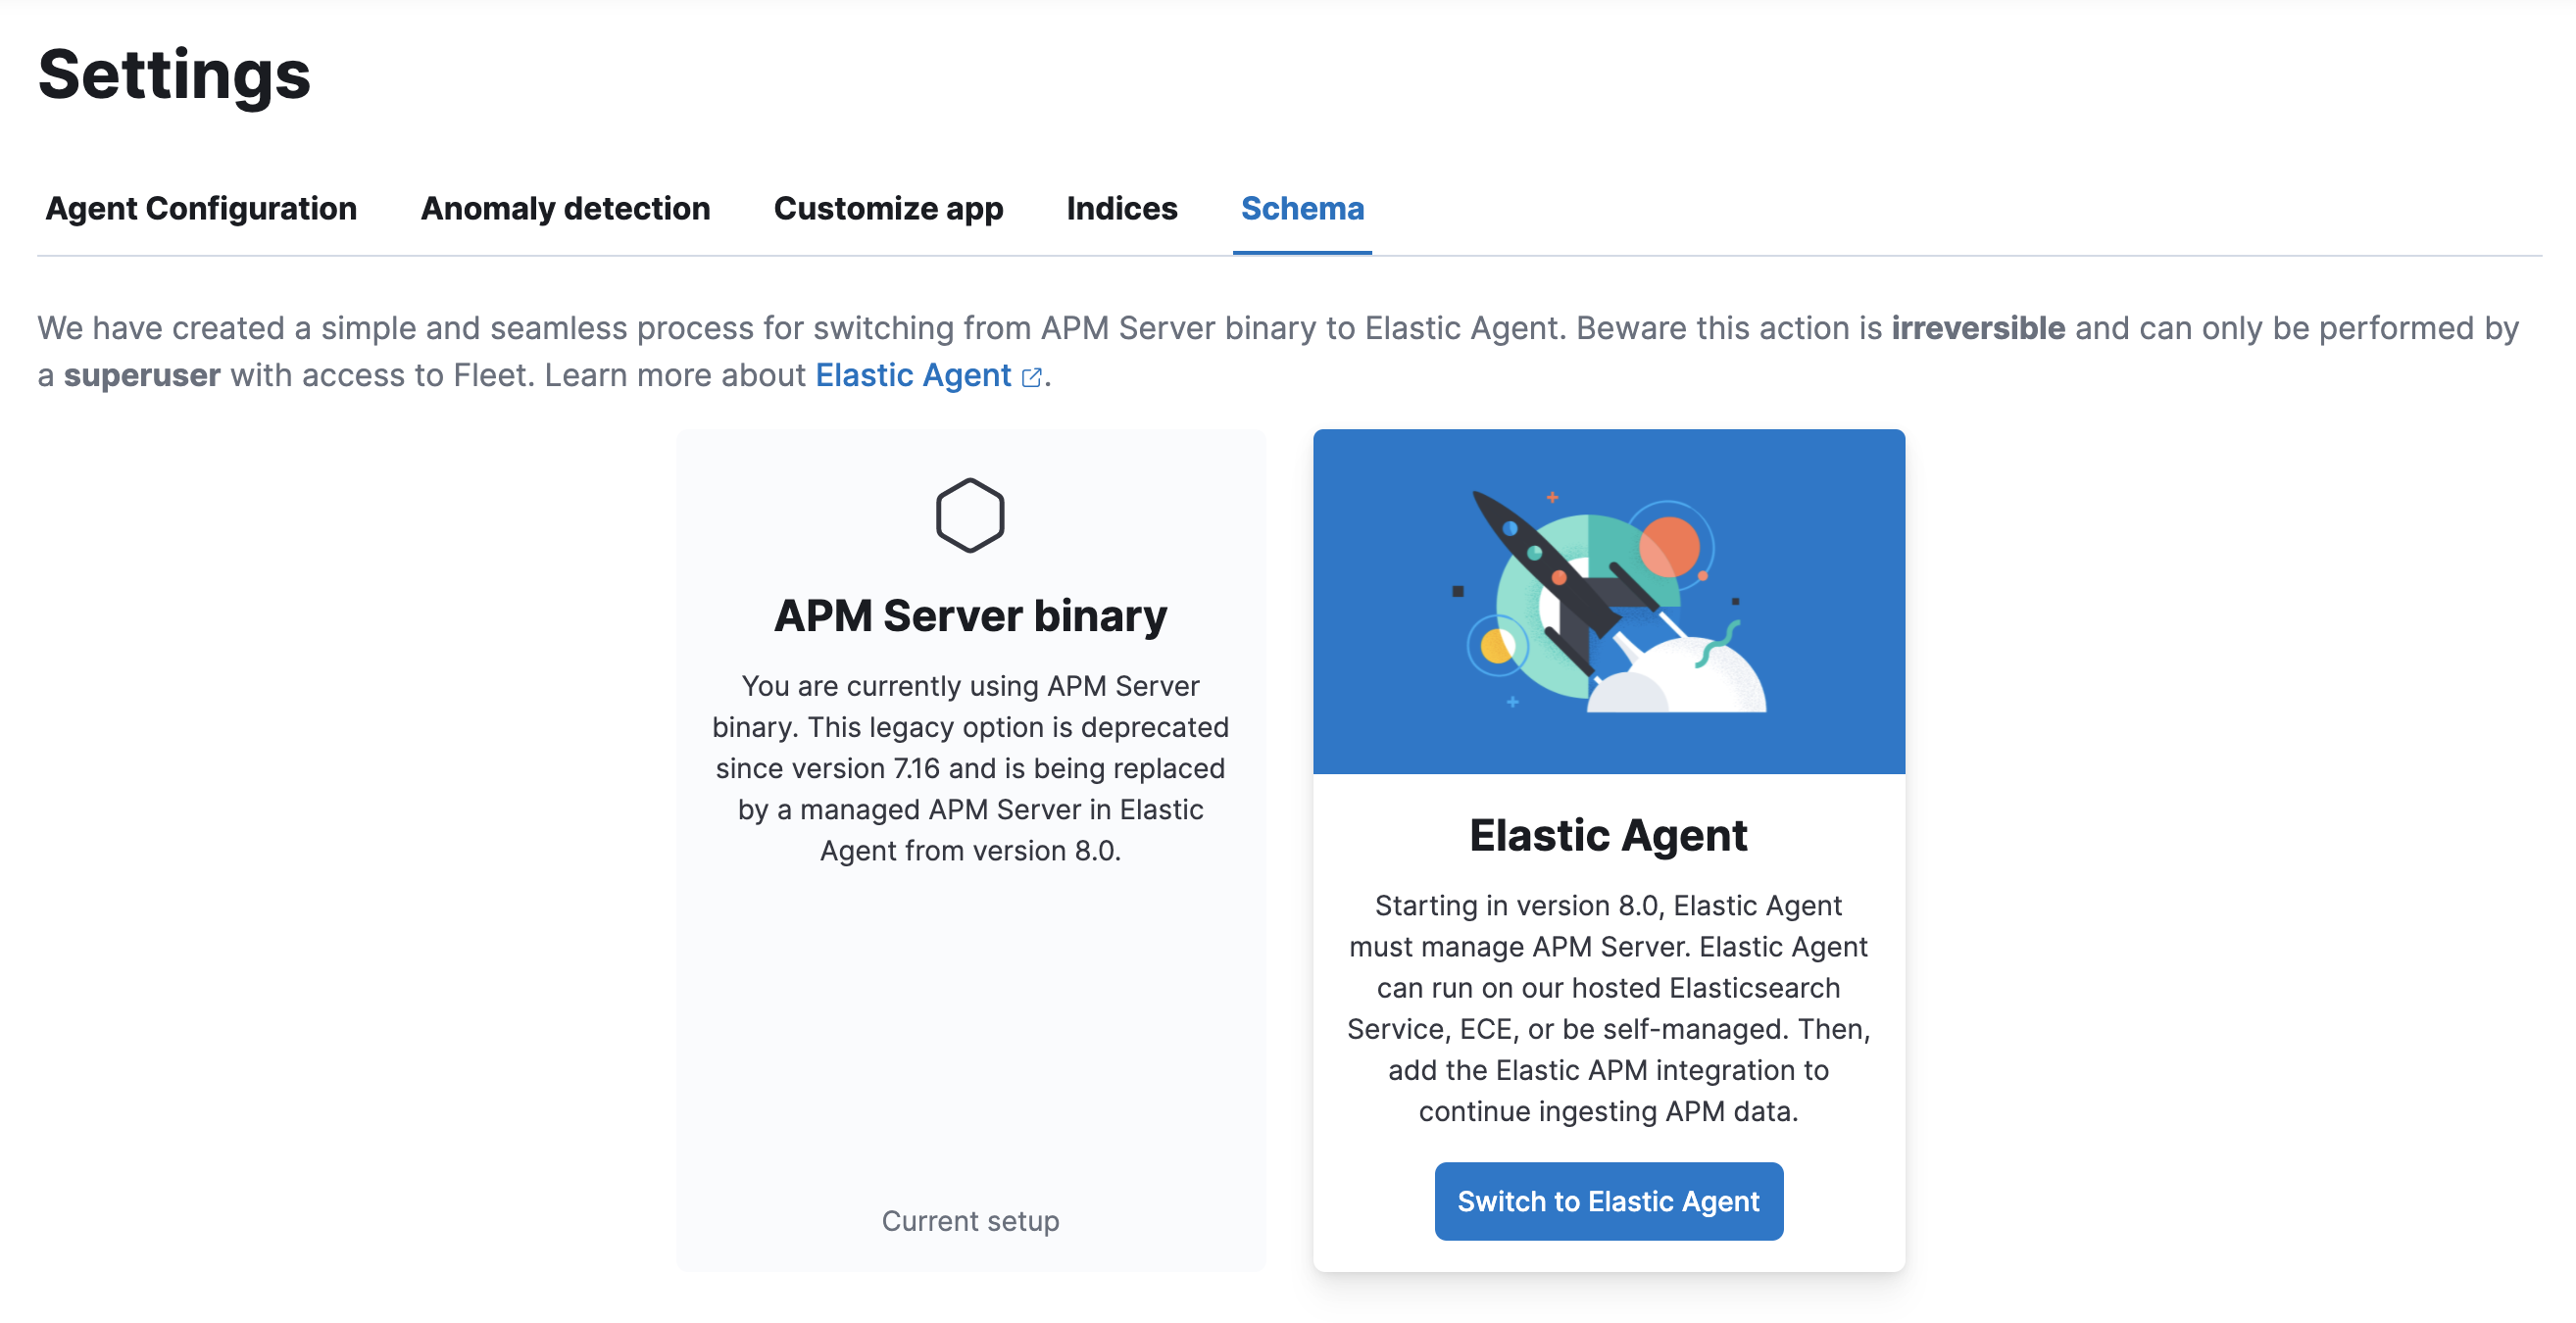 Settings
Agent Configuration Anomaly detection Customize app Indices Schema
We have created a simple and seamless process for switching from APM Server binary to Elastic Agent. Beware this action is irreversible and can only be performed by
a superuser with access to Fleet. Learn more about Elastic Agent.
APM Server binary
You are currently using APM Server
binary. This legacy option is deprecated
since version 7.16 and is being replaced
by a managed APM Server in Elastic
Agent from version 8.0.
Current setup
Elastic Agent
Starting in version 8.0, Elastic Agent
must manage APM Server. Elastic Agent
can run on our hosted Elasticsearch
Service, ECE, or be self-managed. Then,
add the Elastic APM integration to
continue ingesting APM data.
Switch to Elastic Agent